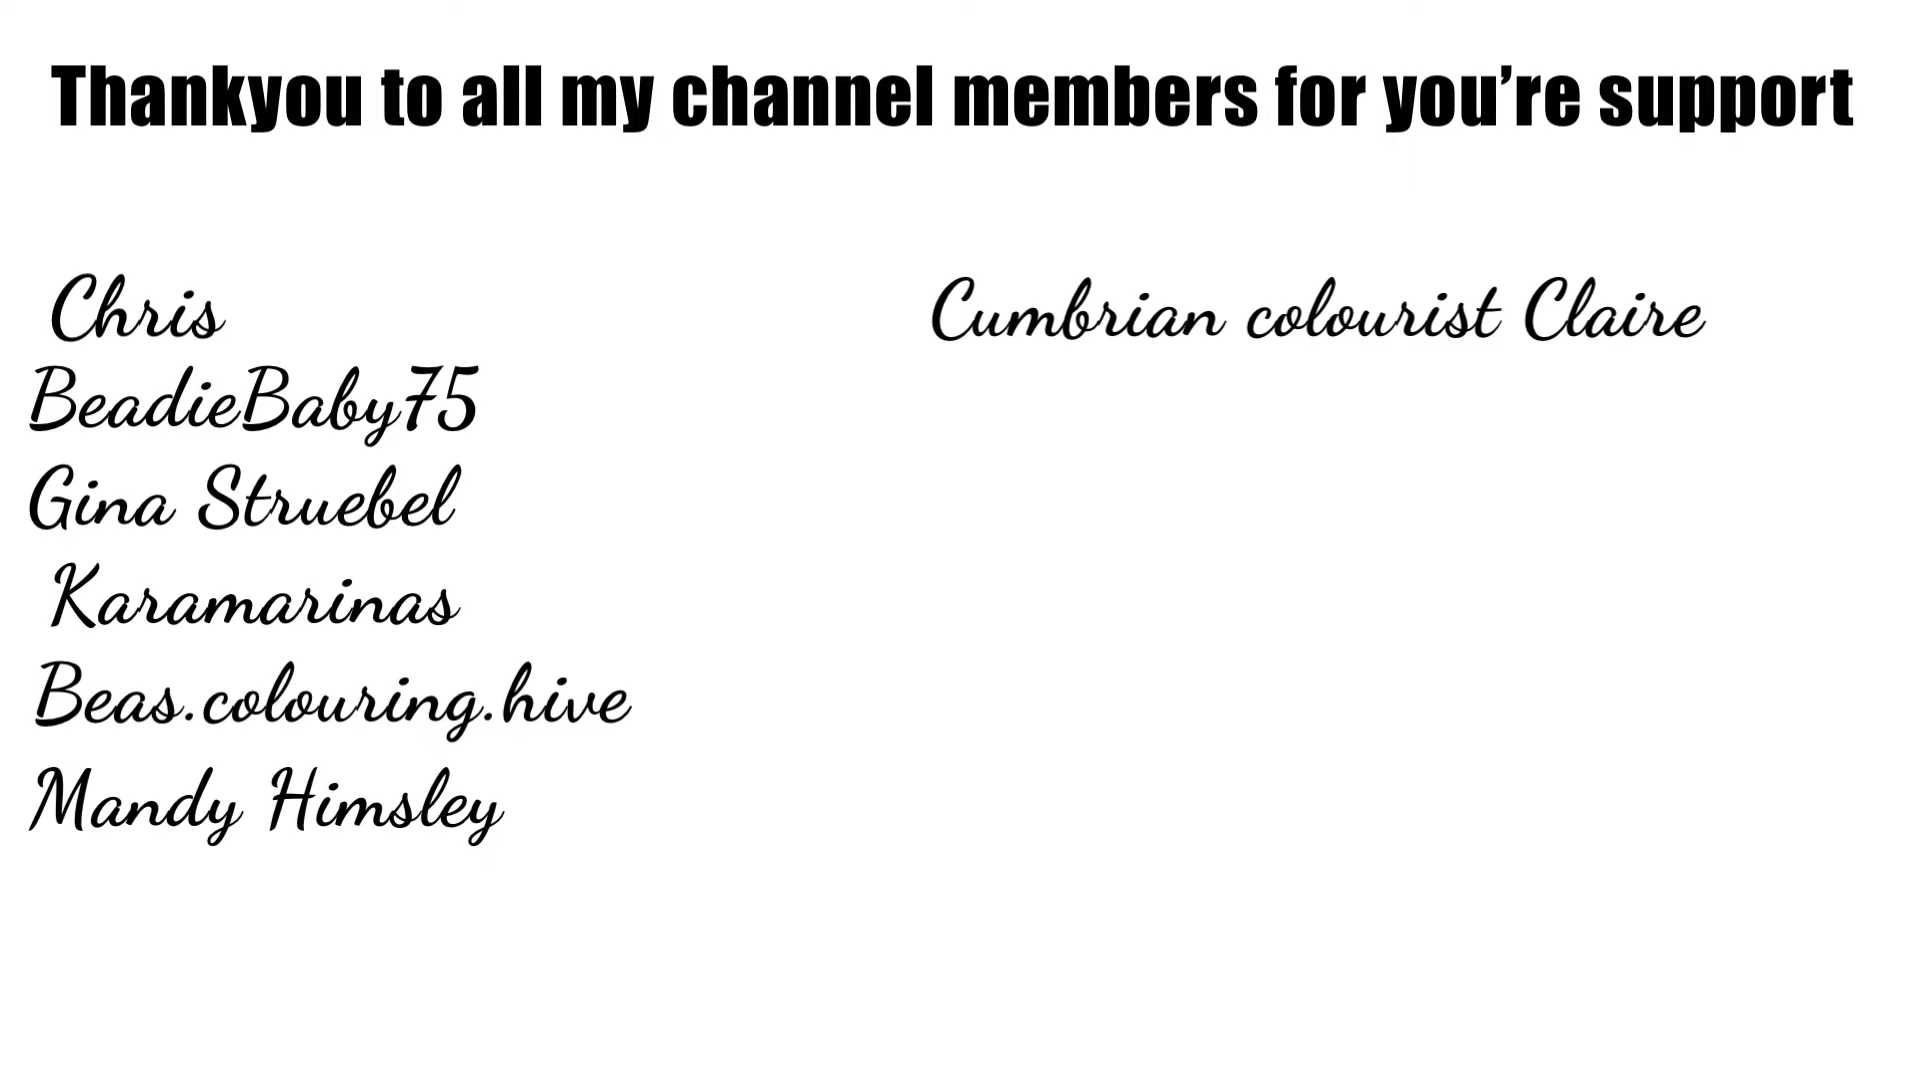 Thankyou to all my channel members for you’re support
Chris
BeadieBaby75
Gina Struebel
Karamarinas
Beas.colouring.hive
Mandy Himsley
Cumbrian colourist Claire